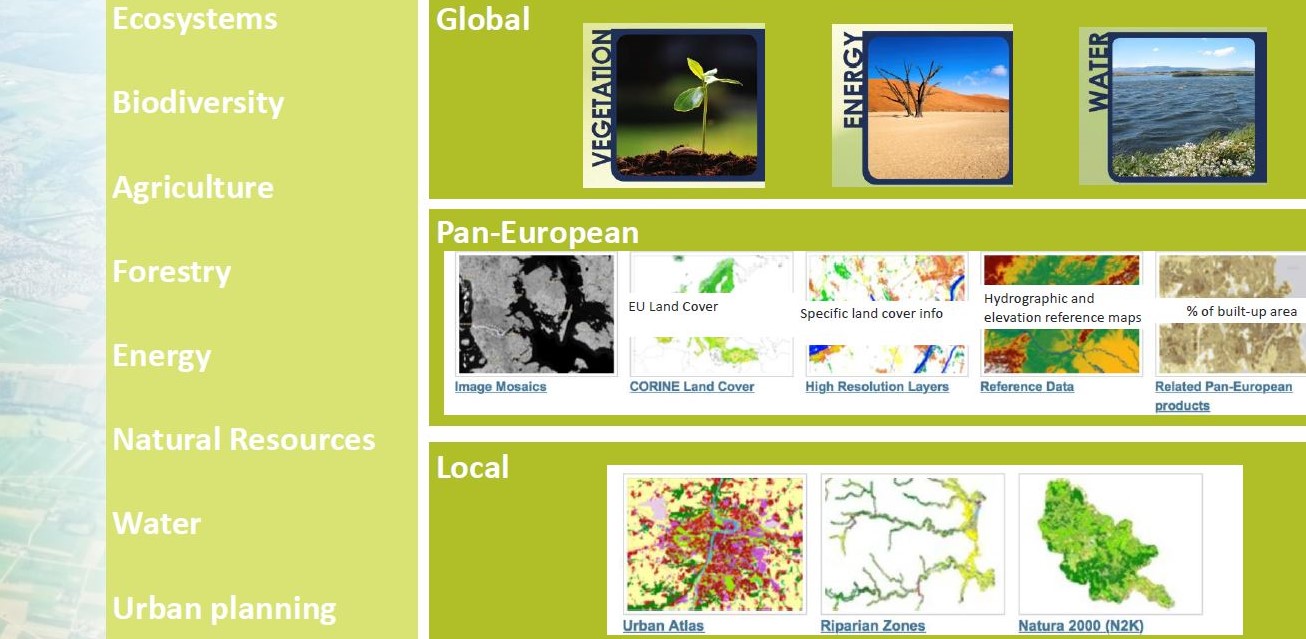 Ecosystems
Biodiversity
Agriculture
Forestry
Energy
Natural Resources
Water
Urban planning
Global
VEGETATION
ENERGY
WATER
Pan-European
EU Land Cover
Specific land cover info
Hydrographic and
elevation reference maps
% of built-up area
Image Mosaics
CORINE Land Cover
High Resolution Layers
Reference Data
Related Pan-European
products
Local
Urban Atlas
Riparian Zones
Natura 2000 (N2K)